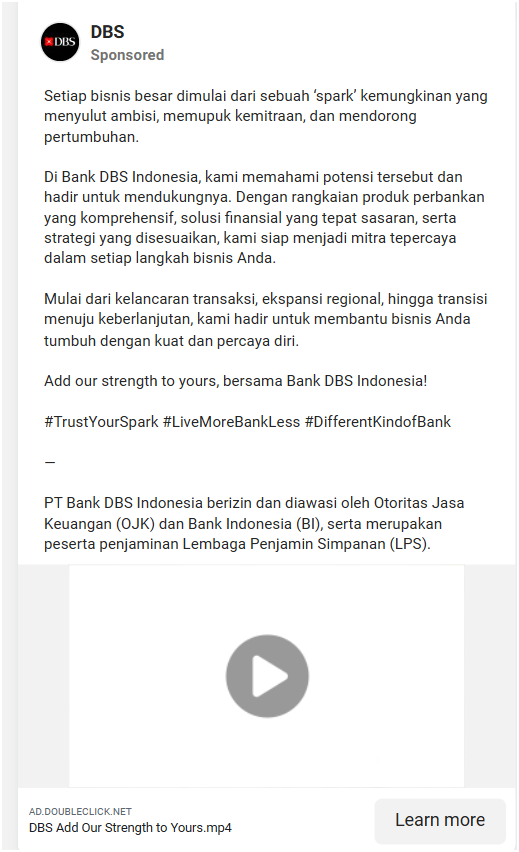 DBS
DBS
Sponsored
Setiap bisnis besar dimulai dari sebuah ‘spark’ kemungkinan yang
menyulut ambisi, memupuk kemitraan, dan mendorong
pertumbuhan.
Di Bank DBS Indonesia, kami memahami potensi tersebut dan
hadir untuk mendukungnya. Dengan rangkaian produk perbankan
yang komprehensif, solusi finansial yang tepat sasaran, serta
strategi yang disesuaikan, kami siap menjadi mitra tepercaya
dalam setiap langkah bisnis Anda.
Mulai dari kelancaran transaksi, ekspansi regional, hingga transisi
menuju keberlanjutan, kami hadir untuk membantu bisnis Anda
tumbuh dengan kuat dan percaya diri.
Add our strength to yours, bersama Bank DBS Indonesia!
#TrustYourSpark #LiveMoreBankLess #DifferentKindofBank
—
PT Bank DBS Indonesia berizin dan diawasi oleh Otoritas Jasa
Keuangan (OJK) dan Bank Indonesia (BI), serta merupakan
peserta penjaminan Lembaga Penjamin Simpanan (LPS).
AD.DOUBLECLICK.NET
DBS Add Our Strength to Yours.mp4
Learn more